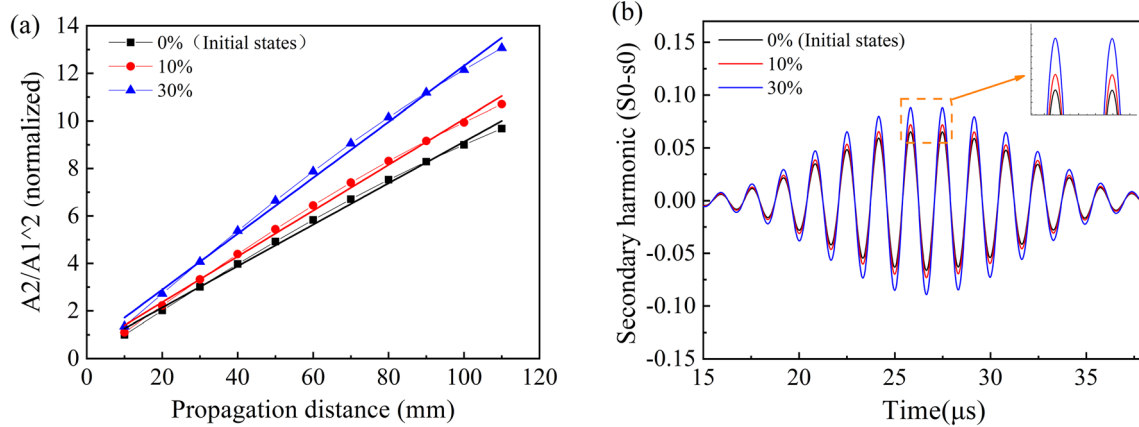 (a)
14
12
10
8
6
4
2
0
A2/A1^2 (normalized)
0%（Initial states）
10%
30%
0 20 40 60 80 100 120
Propagation distance (mm)
(b)
0.15
0.10
0.05
0.00
-0.05
-0.10
-0.15
Secondary harmonic (S0-s0)
0% (Initial states)
10%
30%
15 20 25 30 35
Time(μs)